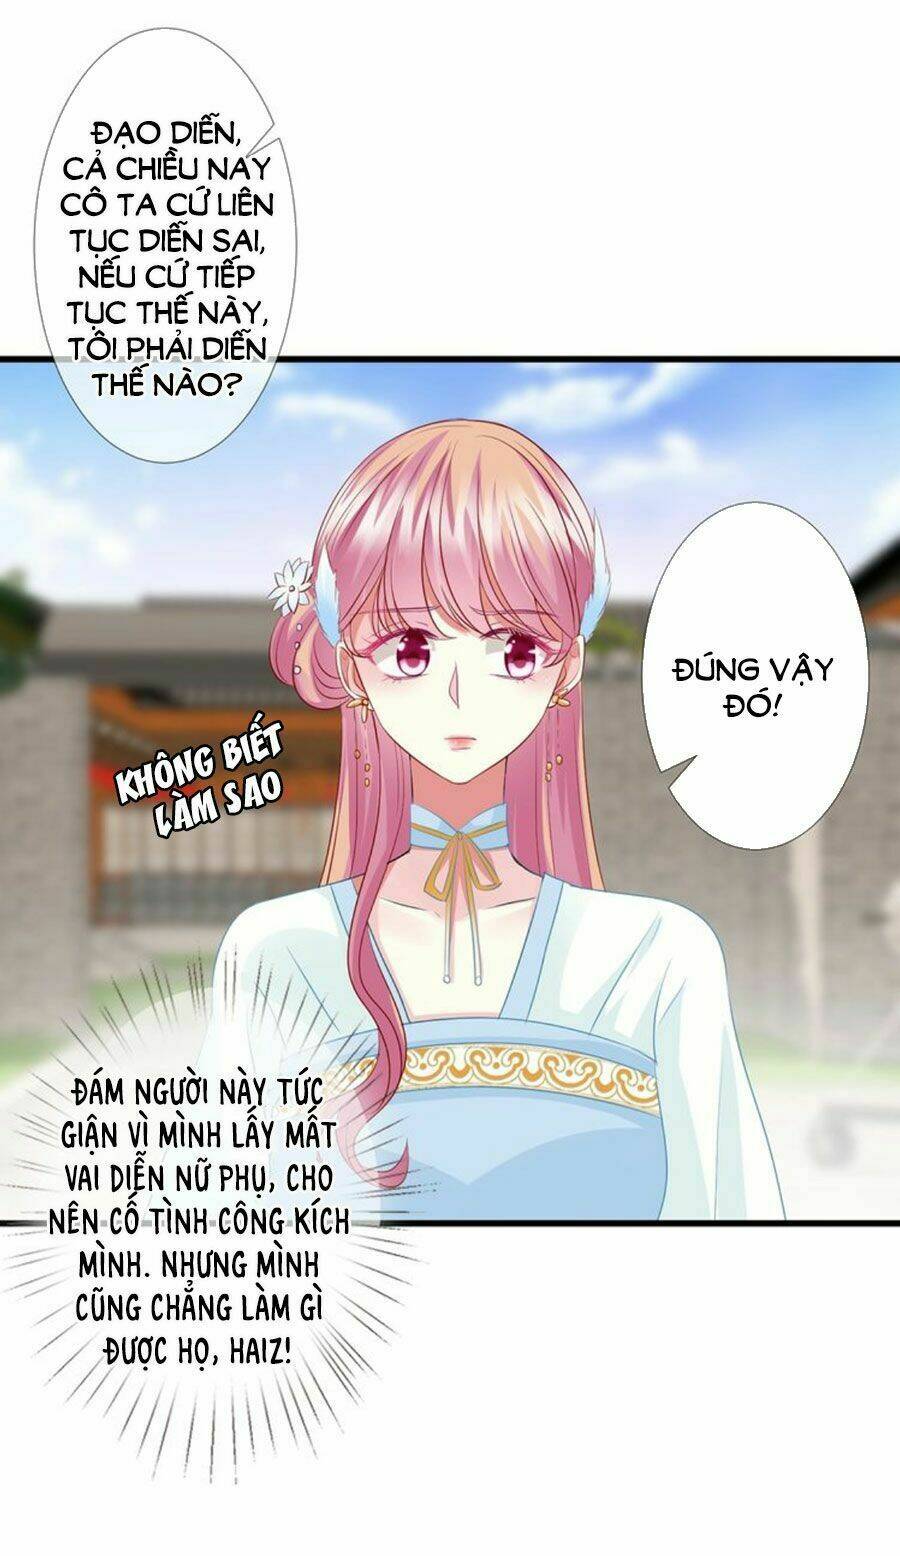 ĐẠO DIỄN,
CẢ CHIỀU NAY
CÔ TA CỨ LIÊN
TỤC DIỄN SAI,
NẾU CỨ TIẾP
TỤC THẾ NÀY,
TÔI PHẢI DIỄN
THẾ NÀO?
ĐÚNG VẬY
ĐÓ!
KHÔNG BIẾT
LÀM SAO
ĐÁM NGƯỜI NÀY TỨC
GIẬN VÌ MÌNH LẤY MẤT
VAI DIỄN NỮ PHỤ, CHO
NÊN CỐ TÌNH CÔNG KÍCH
MÌNH. NHƯNG MÌNH
CŨNG CHẲNG LÀM GÌ
ĐƯỢC HỌ, HAIZ!